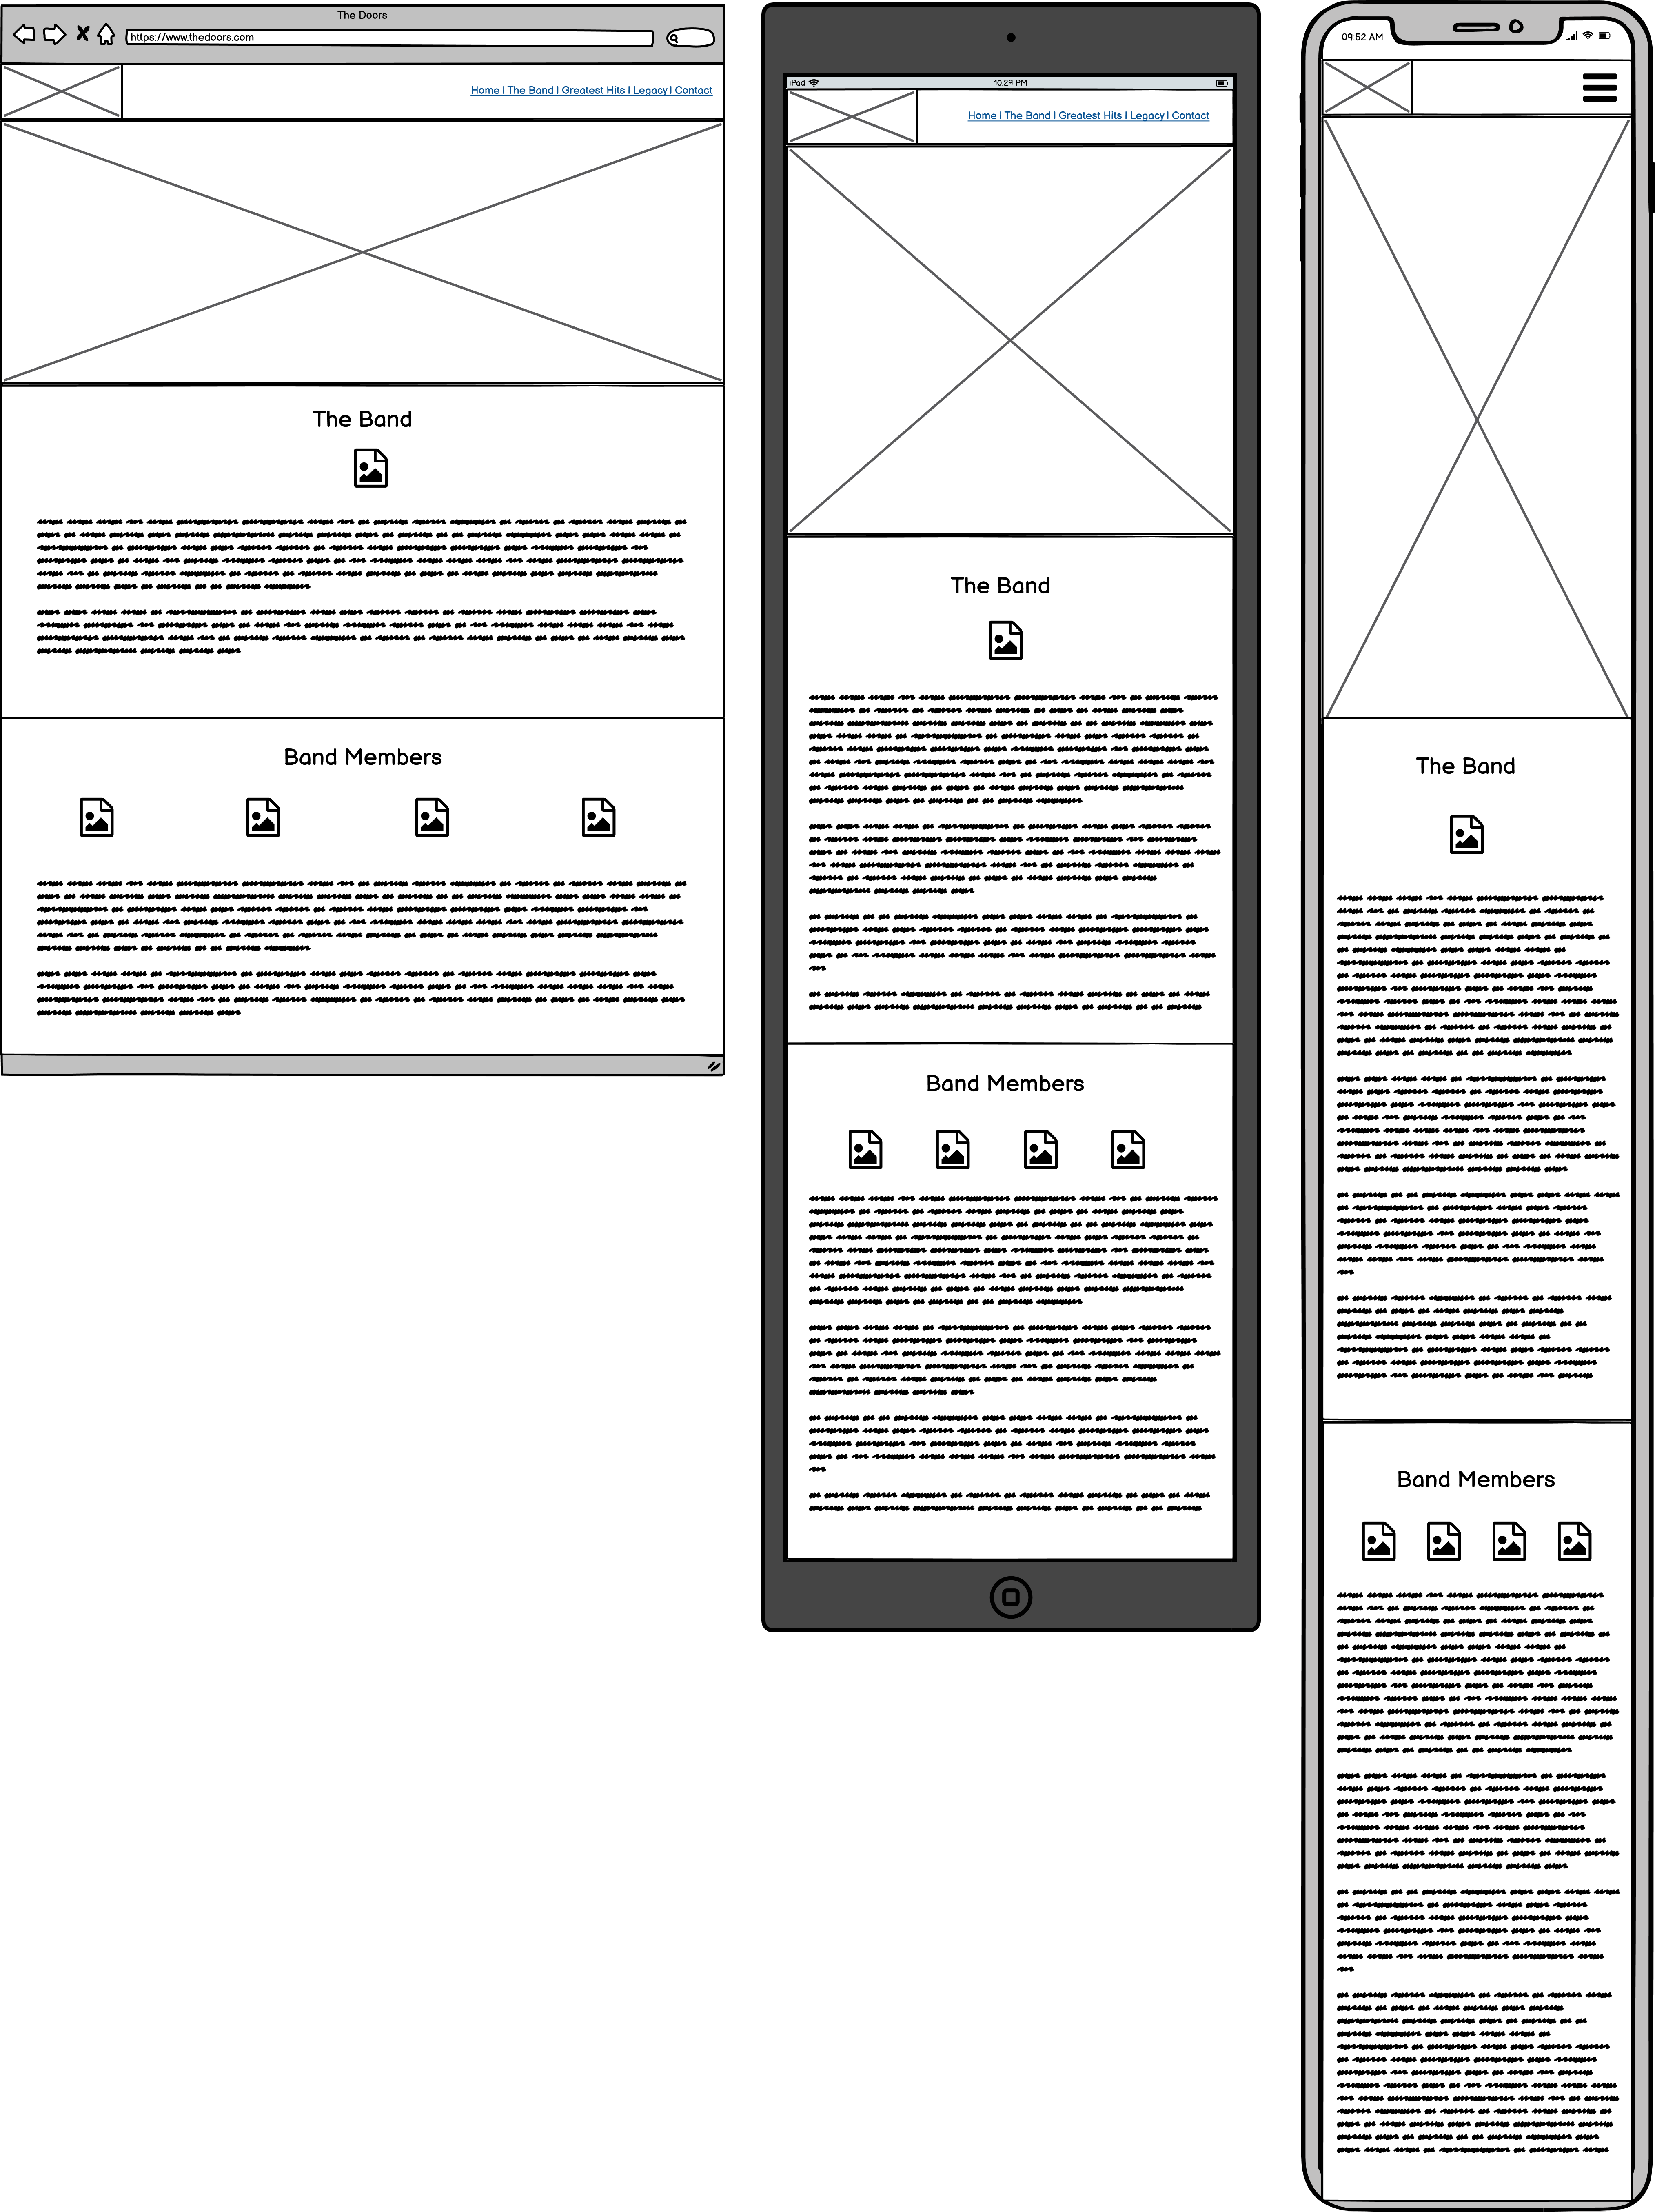 The Doors
https://www.thedoors.com
Home | The Band | Greatest Hits | Legacy | Contact
The Band
Band Members
iPad
10:29 PM
Home | The Band | Greatest Hits | Legacy | Contact
The Band
Band Members
09:52 AM
The Band
Band Members